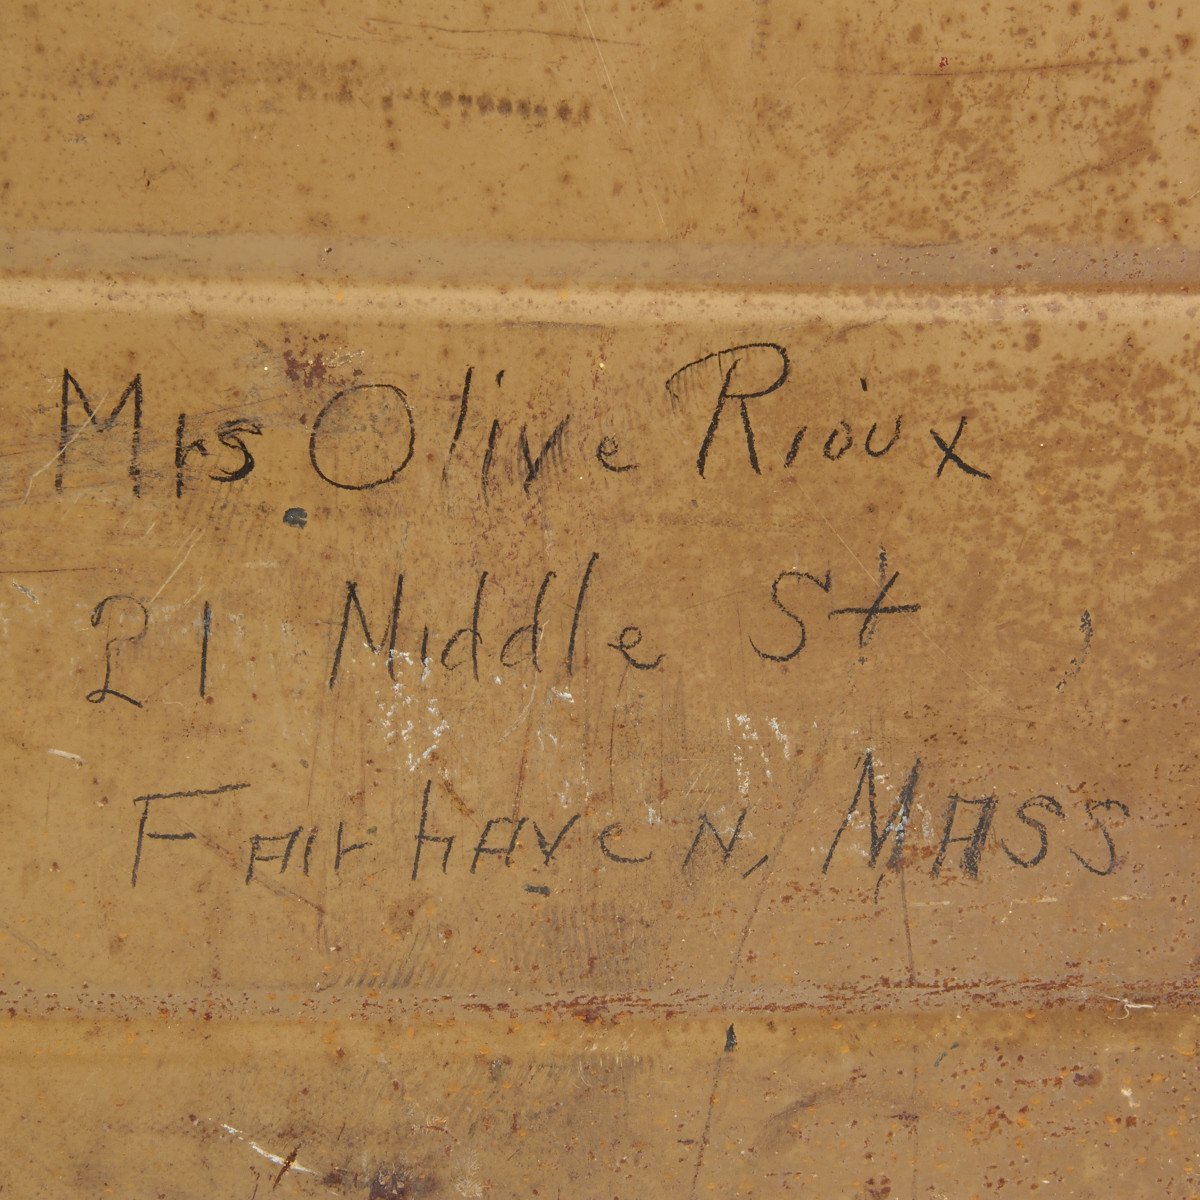 Mrs Olive Rioux
21 Middle St,
FAIRhAVEN, MASS